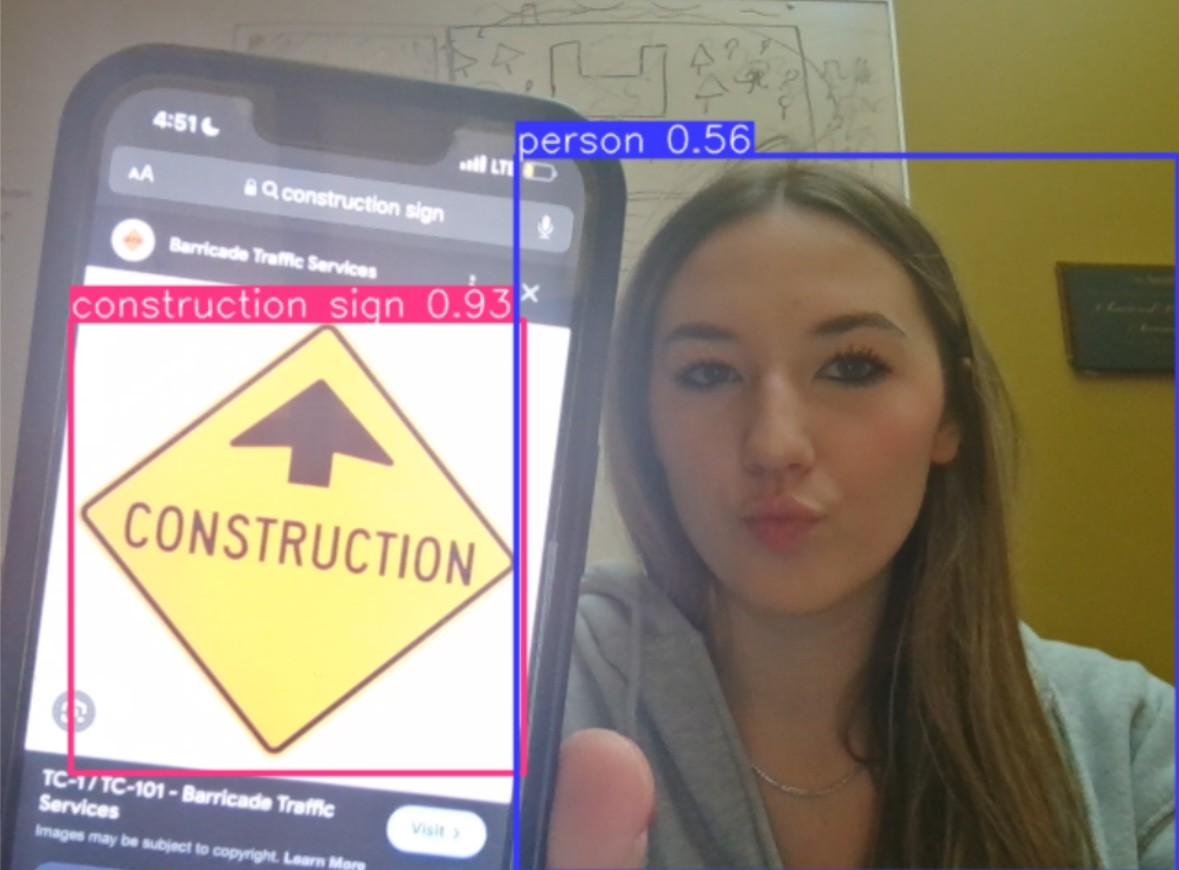 4:51
LTE
person 0.56
AA construction sign
Barricade Traffic Services
construction sign 0.93
CONSTRUCTION
TC-1 / TC-101 - Barricade Traffic
Services
Visit >
Images may be subject to copyright. Learn More